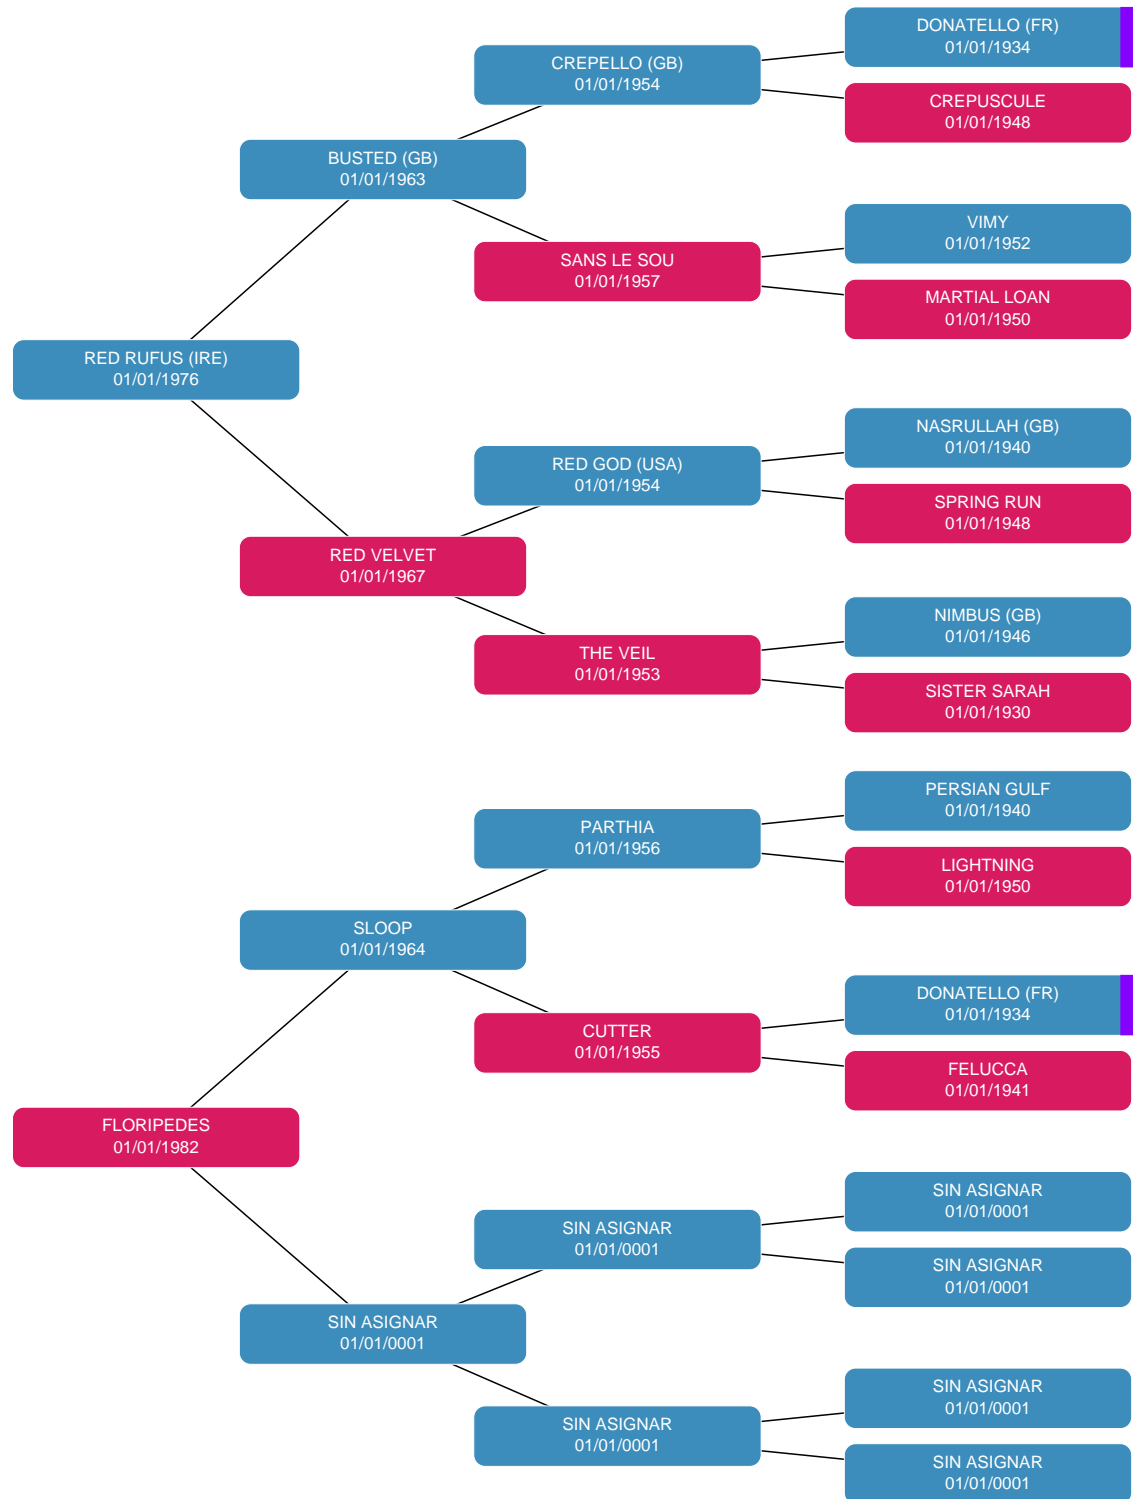 DONATELLO (FR)
01/01/1934
CREPELLO (GB)
01/01/1954
CREPUSCULE
01/01/1948
BUSTED (GB)
01/01/1963
VIMY
01/01/1952
SANS LE SOU
01/01/1957
MARTIAL LOAN
01/01/1950
RED RUFUS (IRE)
01/01/1976
NASRULLAH (GB)
01/01/1940
RED GOD (USA)
01/01/1954
SPRING RUN
01/01/1948
RED VELVET
01/01/1967
NIMBUS (GB)
01/01/1946
THE VEIL
01/01/1953
SISTER SARAH
01/01/1930
PERSIAN GULF
01/01/1940
PARTHIA
01/01/1956
LIGHTNING
01/01/1950
SLOOP
01/01/1964
DONATELLO (FR)
01/01/1934
CUTTER
01/01/1955
FELUCCA
01/01/1941
FLORIPEDES
01/01/1982
SIN ASIGNAR
01/01/0001
SIN ASIGNAR
01/01/0001
SIN ASIGNAR
01/01/0001
SIN ASIGNAR
01/01/0001
SIN ASIGNAR
01/01/0001
SIN ASIGNAR
01/01/0001
SIN ASIGNAR
01/01/0001